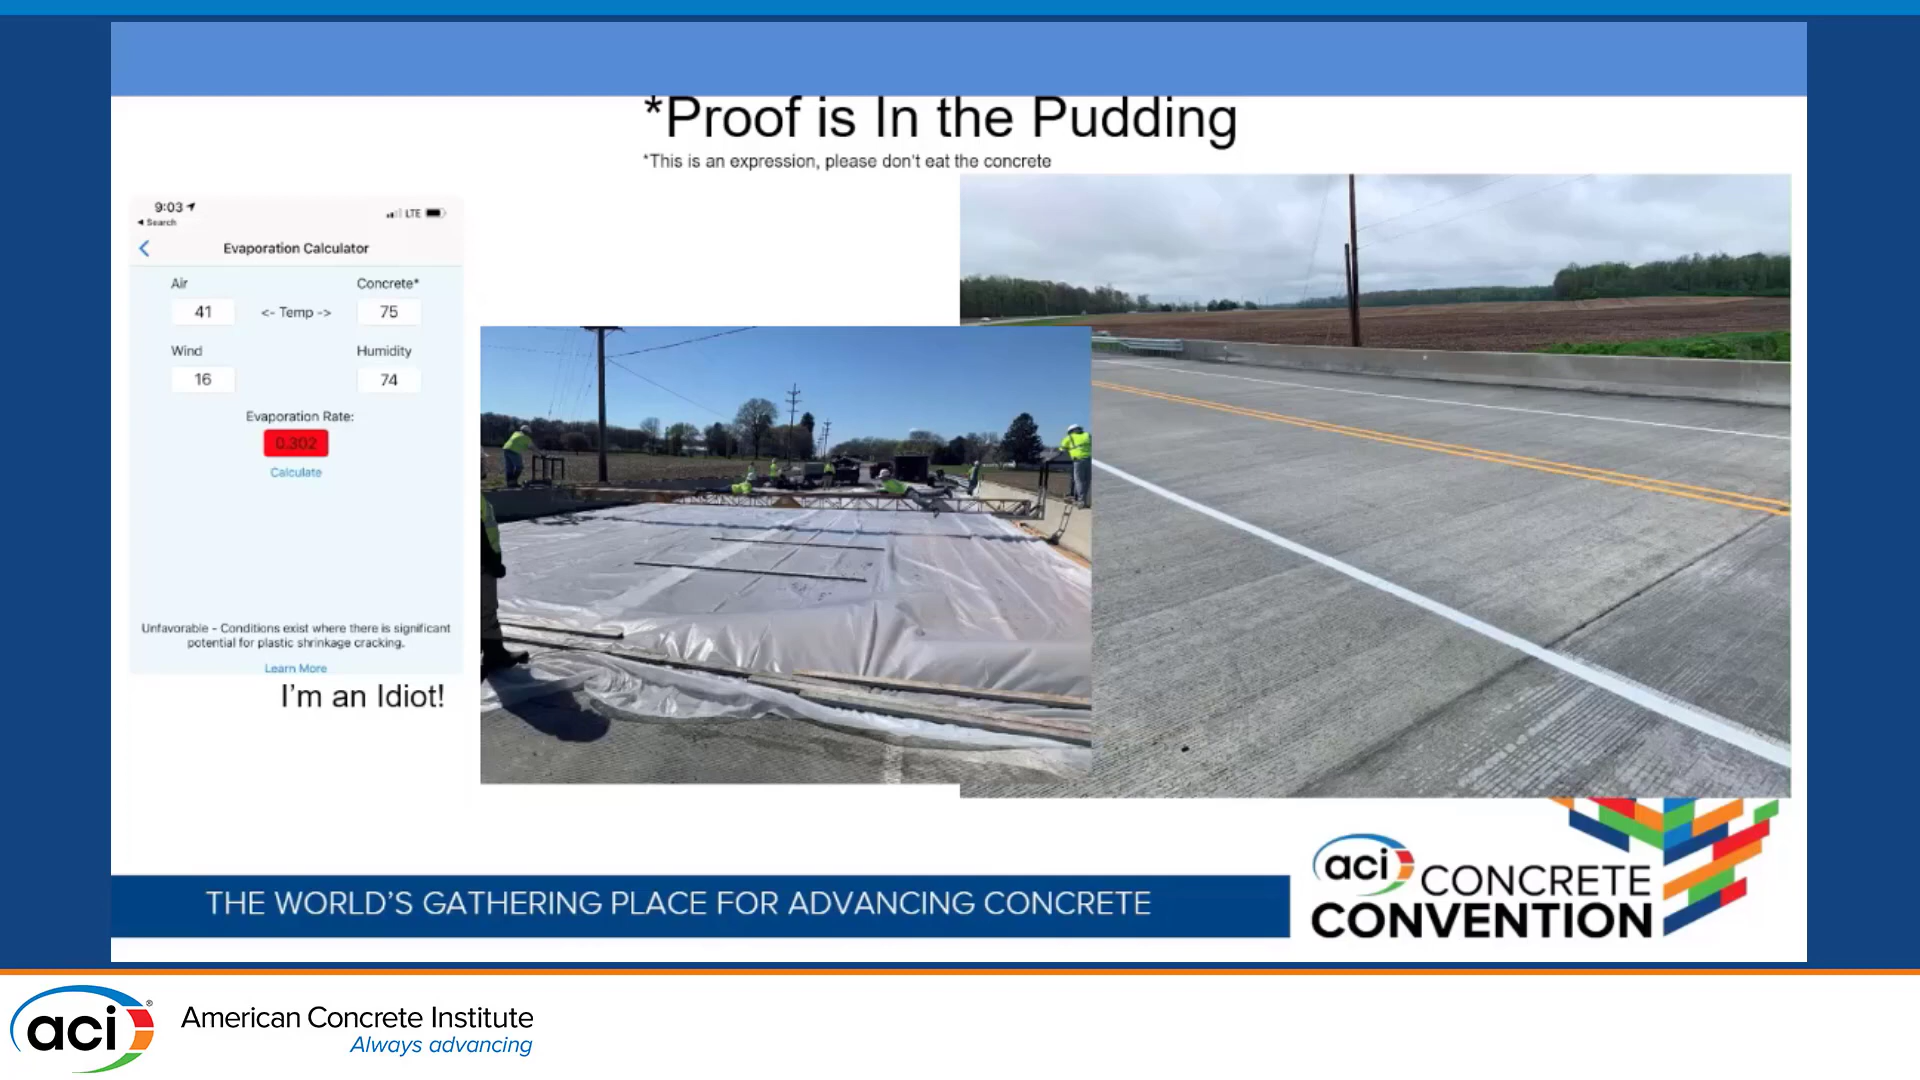 *Proof is In the Pudding
*This is an expression, please don't eat the concrete
9:03
LTE
◂ Search
Evaporation Calculator
Air
Concrete*
41
<- Temp ->
75
Wind
Humidity
16
74
Evaporation Rate:
0.302
Calculate
Unfavorable - Conditions exist where there is significant
potential for plastic shrinkage cracking.
Learn More
I'm an Idiot!
THE WORLD'S GATHERING PLACE FOR ADVANCING CONCRETE
aci CONCRETE
CONVENTION
aci®
American Concrete Institute
Always advancing